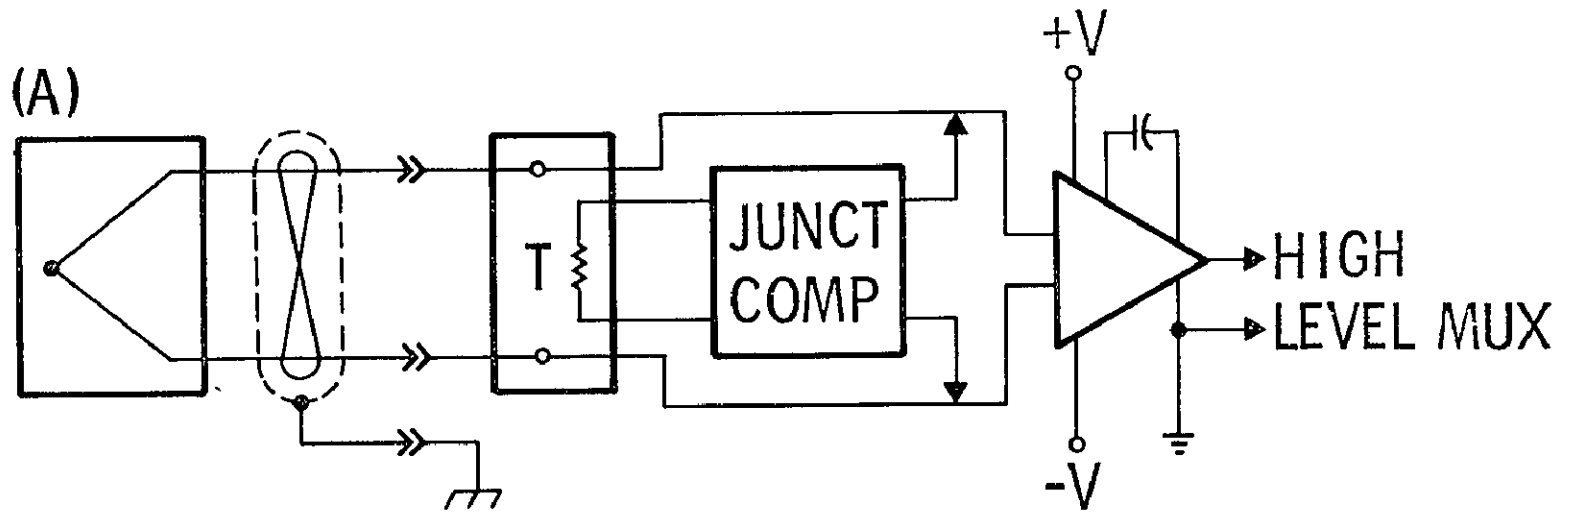 (A)
+V
T
JUNCT
COMP
HIGH
LEVEL MUX
-V